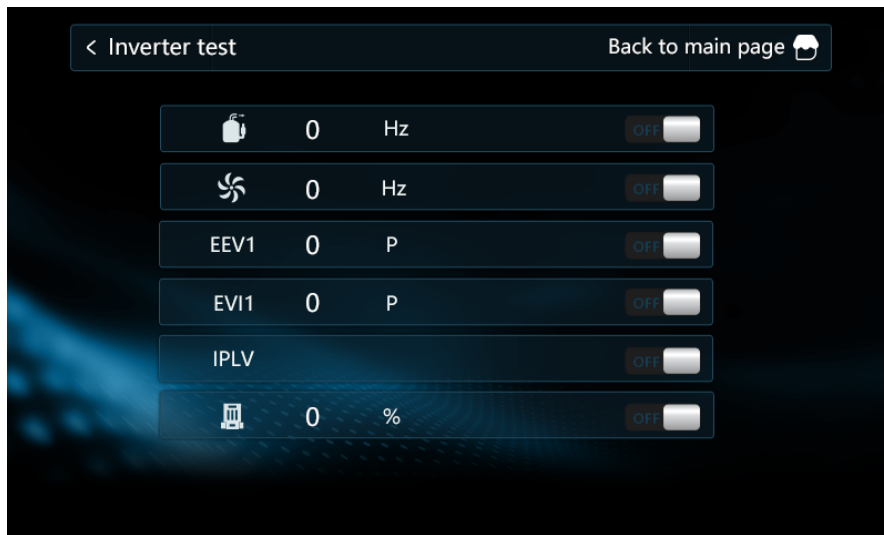 < Inverter test Back to main page
0 Hz OFF
0 Hz OFF
EEV1 0 P OFF
EVI1 0 P OFF
IPLV OFF
0 % OFF